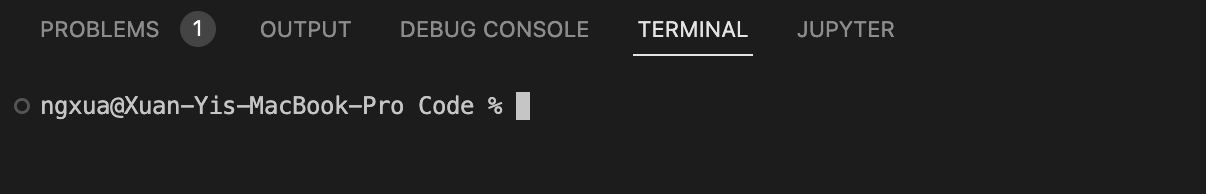 PROBLEMS 1 OUTPUT DEBUG CONSOLE TERMINAL JUPYTER
ngxua@Xuan-Yis-MacBook-Pro Code %